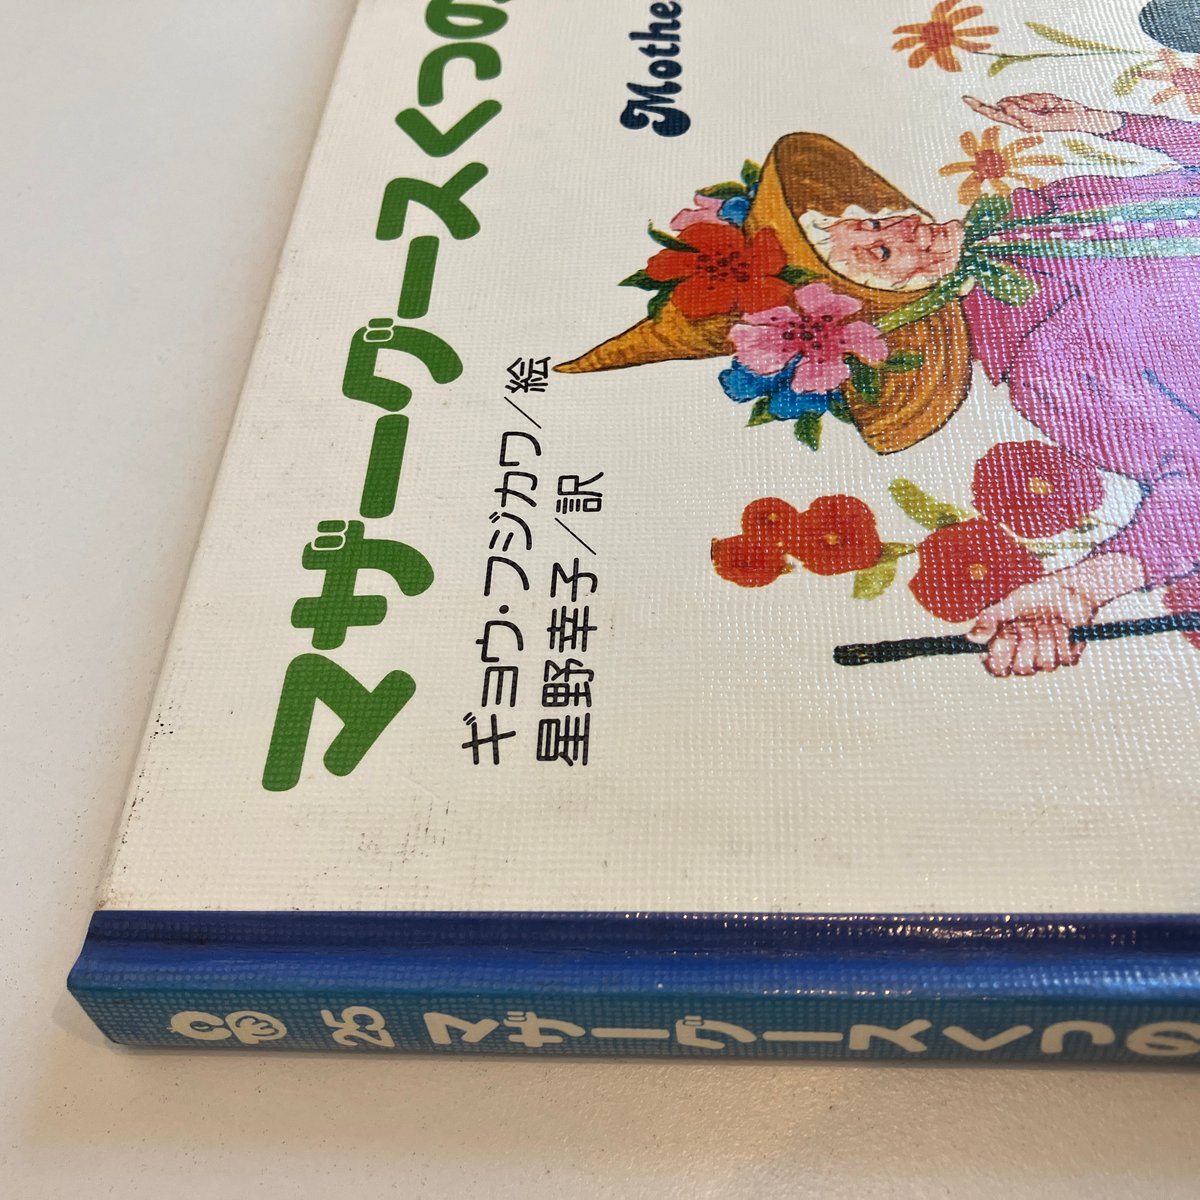 マザーグースくつの
Mothe
ギョウ・フジカワ/絵
星野幸子/訳
25 マザーグースくつの